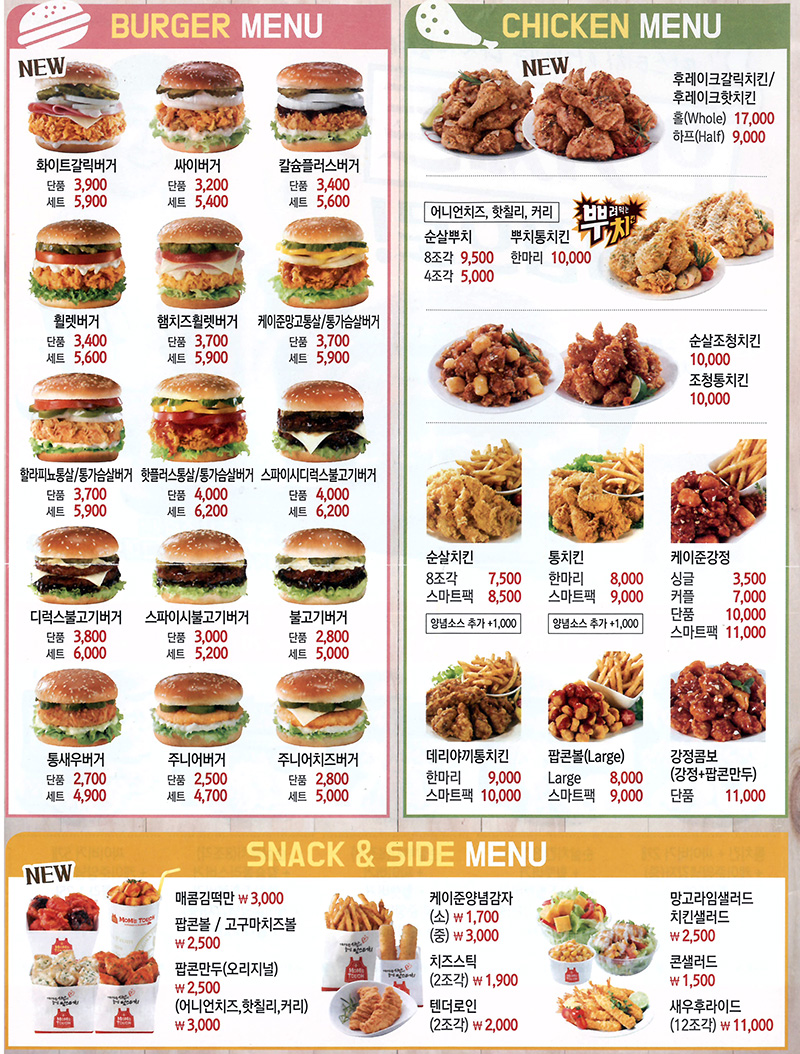 BURGER MENU
NEW
화이트갈릭버거
단품 3,900
세트 5,900
싸이버거
단품 3,200
세트 5,400
칼슘플러스버거
단품 3,400
세트 5,600
휠렛버거
단품 3,400
세트 5,600
햄치즈휠렛버거
단품 3,700
세트 5,900
케이준망고통살/통가슴살버거
단품 3,700
세트 5,900
할라피뇨통살/통가슴살버거
단품 3,700
세트 5,900
핫플러스통살/통가슴살버거
단품 4,000
세트 6,200
스파이시디럭스불고기버거
단품 4,000
세트 6,200
디럭스불고기버거
단품 3,800
세트 6,000
스파이시불고기버거
단품 3,000
세트 5,200
불고기버거
단품 2,800
세트 5,000
통새우버거
단품 2,700
세트 4,900
주니어버거
단품 2,500
세트 4,700
주니어치즈버거
단품 2,800
세트 5,000
CHICKEN MENU
NEW
후레이크갈릭치킨/
후레이크핫치킨
홀(Whole) 17,000
하프(Half) 9,000
어니언치즈, 핫칠리, 커리
뿌려먹는치킨
순살뿌치
8조각 9,500
4조각 5,000
뿌치통치킨
한마리 10,000
순살조청치킨
10,000
조청통치킨
10,000
순살치킨
8조각 7,500
스마트팩 8,500
양념소스 추가 +1,000
통치킨
한마리 8,000
스마트팩 9,000
양념소스 추가 +1,000
케이준강정
싱글 3,500
커플 7,000
단품 10,000
스마트팩 11,000
데리야끼통치킨
한마리 9,000
스마트팩 10,000
팝콘볼(Large)
Large 8,000
스마트팩 9,000
강정콤보
(강정+팝콘만두)
단품 11,000
SNACK & SIDE MENU
NEW
MOM'S TOUCH
매콤김떡만 ₩3,000
팝콘볼 / 고구마치즈볼
₩2,500
팝콘만두(오리지널)
₩2,500
(어니언치즈,핫칠리,커리)
₩3,000
케이준양념감자
(소) ₩1,700
(중) ₩3,000
치즈스틱
(2조각) ₩1,900
텐더로인
(2조각) ₩2,000
망고라임샐러드
치킨샐러드
₩2,500
콘샐러드
₩1,500
새우후라이드
(12조각) ₩11,000